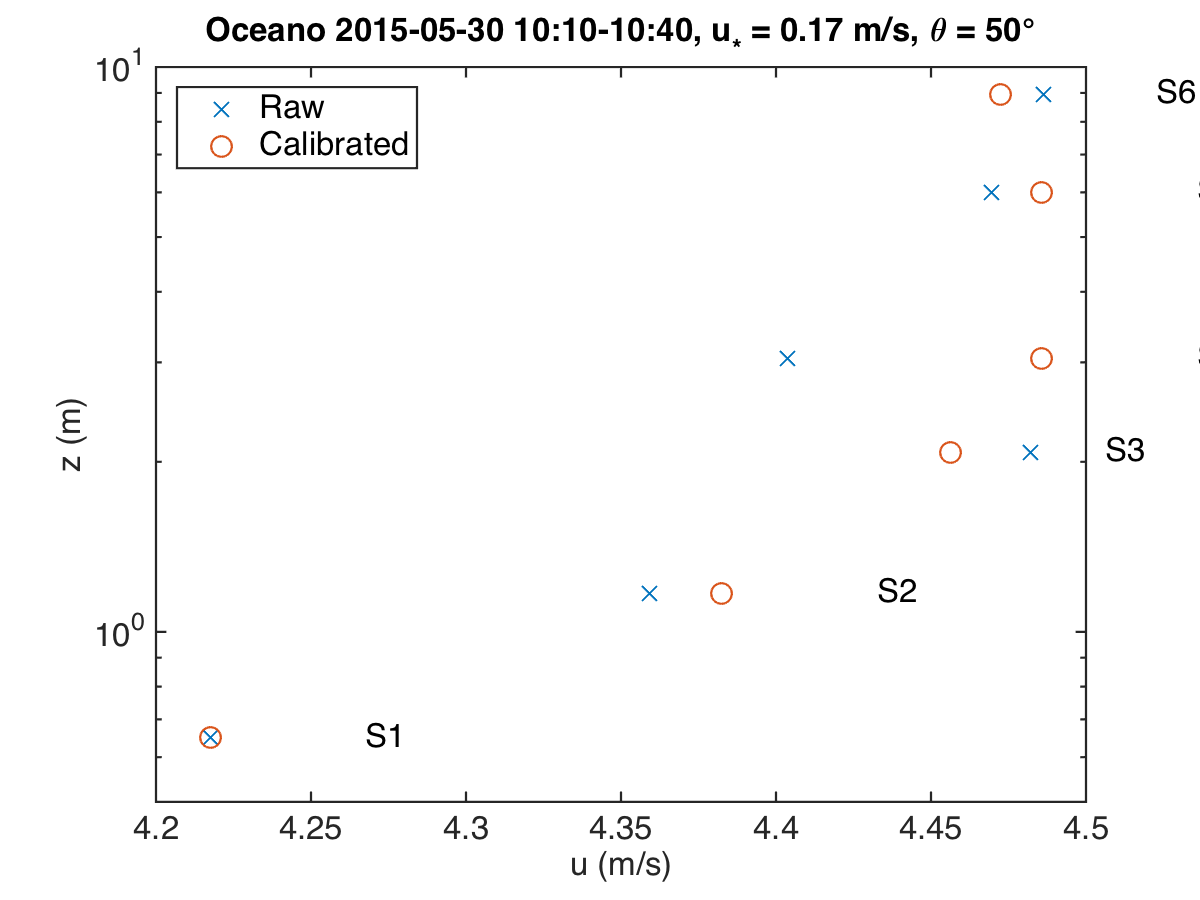 Oceano 2015-05-30 10:10-10:40, u* = 0.17 m/s, θ = 50°
10^1
Raw
Calibrated
S6
S3
z (m)
S2
10^0
S1
4.2 4.25 4.3 4.35 4.4 4.45 4.5
u (m/s)